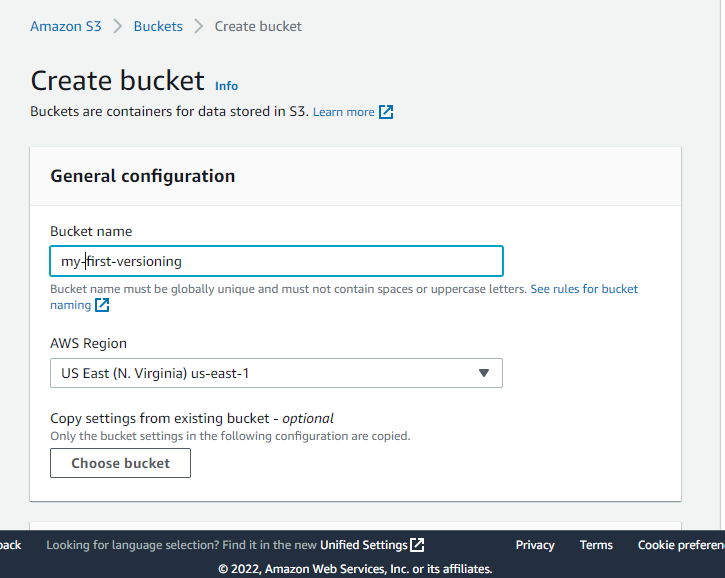 Amazon S3 > Buckets > Create bucket
Create bucket Info
Buckets are containers for data stored in S3. Learn more
General configuration
Bucket name
my-first-versioning
Bucket name must be globally unique and must not contain spaces or uppercase letters. See rules for bucket
naming
AWS Region
US East (N. Virginia) us-east-1
Copy settings from existing bucket - optional
Only the bucket settings in the following configuration are copied.
Choose bucket
Looking for language selection? Find it in the new Unified Settings Privacy Terms
© 2022, Amazon Web Services, Inc. or its affiliates.